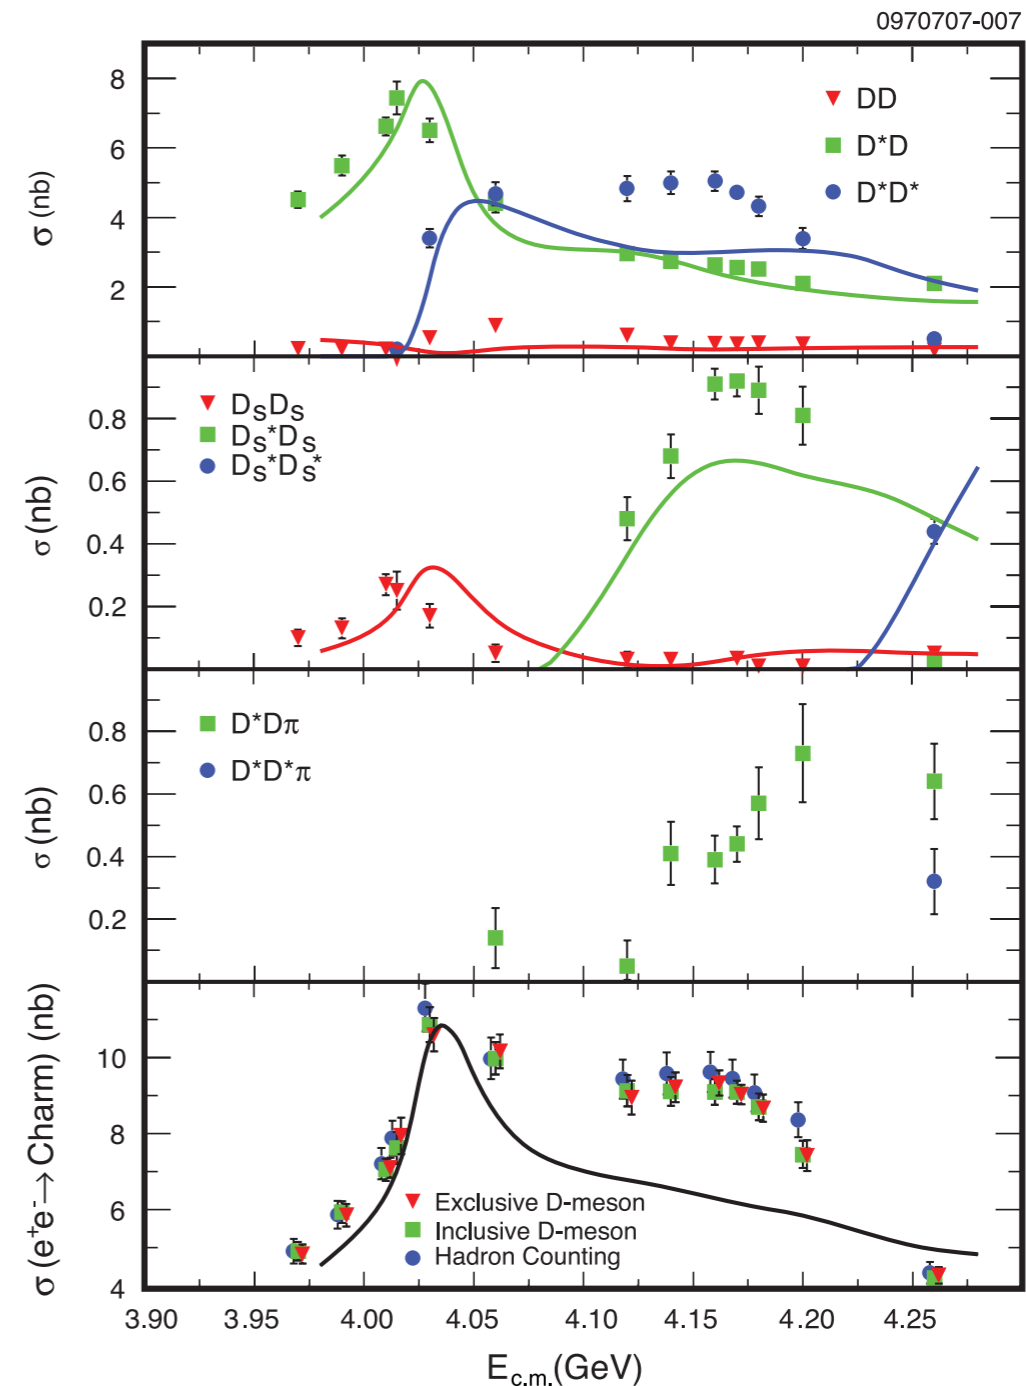 0970707-007
8
6
4
2
σ (nb)
DD
D*D
D*D*
0.8
0.6
0.4
0.2
σ (nb)
DSDS
DS*DS
DS*DS*
0.8
0.6
0.4
0.2
σ (nb)
D*Dπ
D*D*π
10
8
6
4
σ (e+e-→Charm) (nb)
Exclusive D-meson
Inclusive D-meson
Hadron Counting
3.90 3.95 4.00 4.05 4.10 4.15 4.20 4.25
Ec.m.(GeV)